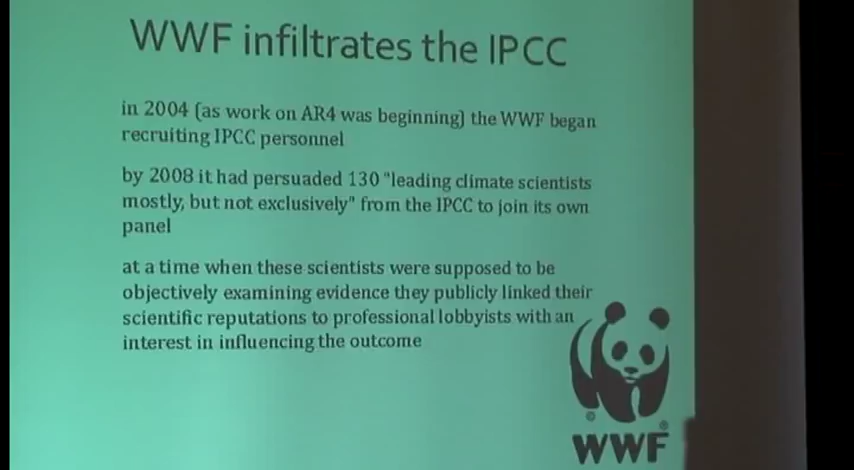 WWF infiltrates the IPCC
in 2004 (as work on AR4 was beginning) the WWF began
recruiting IPCC personnel
by 2008 it had persuaded 130 "leading climate scientists
mostly, but not exclusively" from the IPCC to join its own
panel
at a time when these scientists were supposed to be
objectively examining evidence they publicly linked their
scientific reputations to professional lobbyists with an
interest in influencing the outcome
©
®
WWF